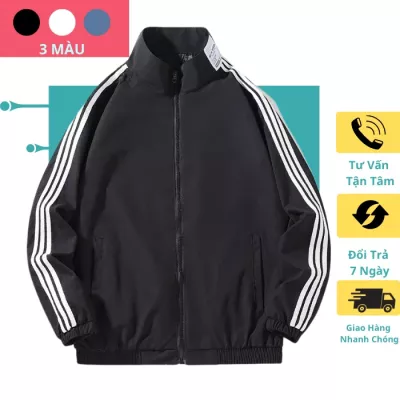 3 MÀU
Tư Vấn
Tận Tâm
Đổi Trả
7 Ngày
Giao Hàng
Nhanh Chóng